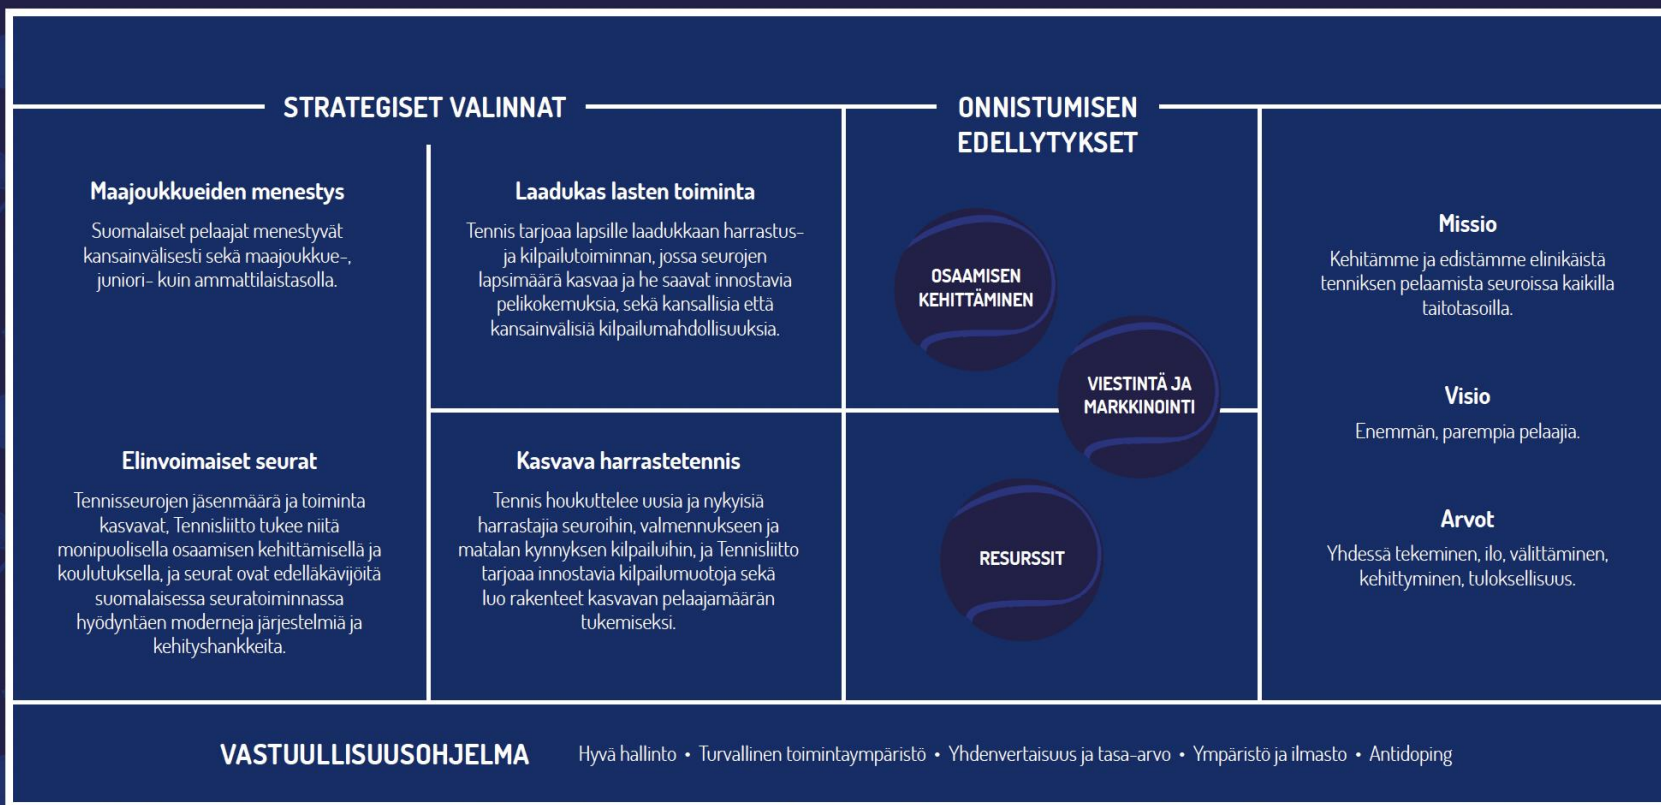 STRATEGISET VALINNAT
Maajoukkueiden menestys
Suomalaiset pelaajat menestyvät
kansainvälisesti sekä maajoukkue-,
juniori- kuin ammattilaistasolla.
Laadukas lasten toiminta
Tennis tarjoaa lapsille laadukkaan harrastus-
ja kilpailutoiminnan, jossa seurojen
lapsimäärä kasvaa ja he saavat innostavia
pelikokemuksia, sekä kansallisia että
kansainvälisiä kilpailumahdollisuuksia.
Elinvoimaiset seurat
Tennisseurojen jäsenmäärä ja toiminta
kasvavat, Tennisliitto tukee niitä
monipuolisella osaamisen kehittämisellä ja
koulutuksella, ja seurat ovat edelläkävijöitä
suomalaisessa seuratoiminnassa
hyödyntäen moderneja järjestelmiä ja
kehityshankkeita.
Kasvava harrastetennis
Tennis houkuttelee uusia ja nykyisiä
harrastajia seuroihin, valmennukseen ja
matalan kynnyksen kilpailuihin, ja Tennisliitto
tarjoaa innostavia kilpailumuotoja sekä
luo rakenteet kasvavan pelaajamäärän
tukemiseksi.
ONNISTUMISEN
EDELLYTYKSET
OSAAMISEN
KEHITTÄMINEN
VIESTINTÄ JA
MARKKINOINTI
RESURSSIT
Missio
Kehitämme ja edistämme elinikäistä
tenniksen pelaamista seuroissa kaikilla
taitotasoilla.
Visio
Enemmän, parempia pelaajia.
Arvot
Yhdessä tekeminen, ilo, välittäminen,
kehittyminen, tuloksellisuus.
VASTUULLISUUSOHJELMA Hyvä hallinto • Turvallinen toimintaympäristö • Yhdenvertaisuus ja tasa-arvo • Ympäristö ja ilmasto • Antidoping